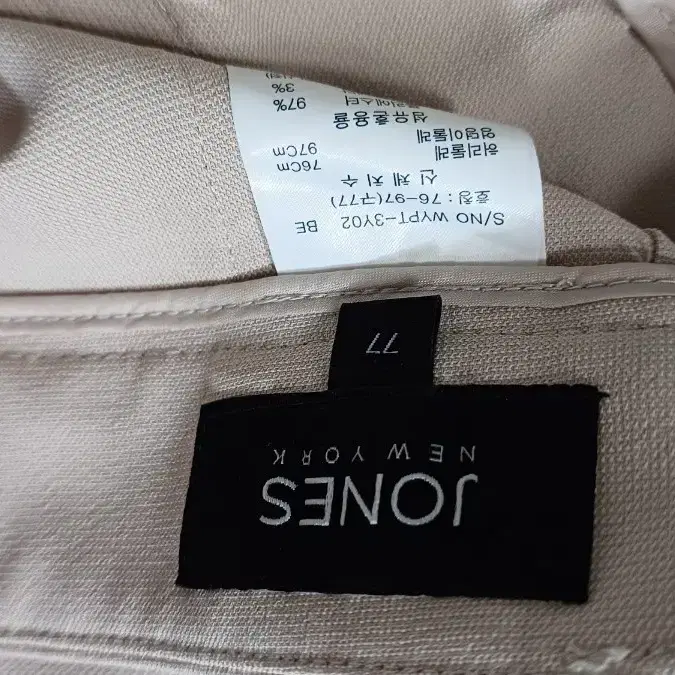 JONES
NEW YORK
77
S/NO WYPT-3Y02 BE
호칭 : 76-97(구77)
신 체 치 수
허리둘레 76Cm
엉덩이둘레 97Cm
섬유혼용율
97%
3%